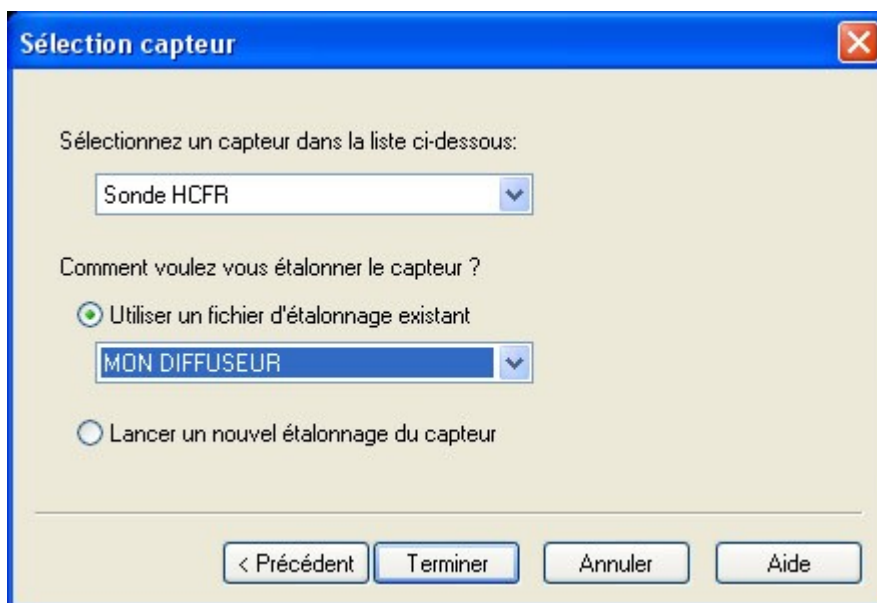 Sélection capteur
Sélectionnez un capteur dans la liste ci-dessous:
Sonde HCFR
Comment voulez vous étalonner le capteur ?
Utiliser un fichier d'étalonnage existant
MON DIFFUSEUR
Lancer un nouvel étalonnage du capteur
< Précédent Terminer Annuler Aide